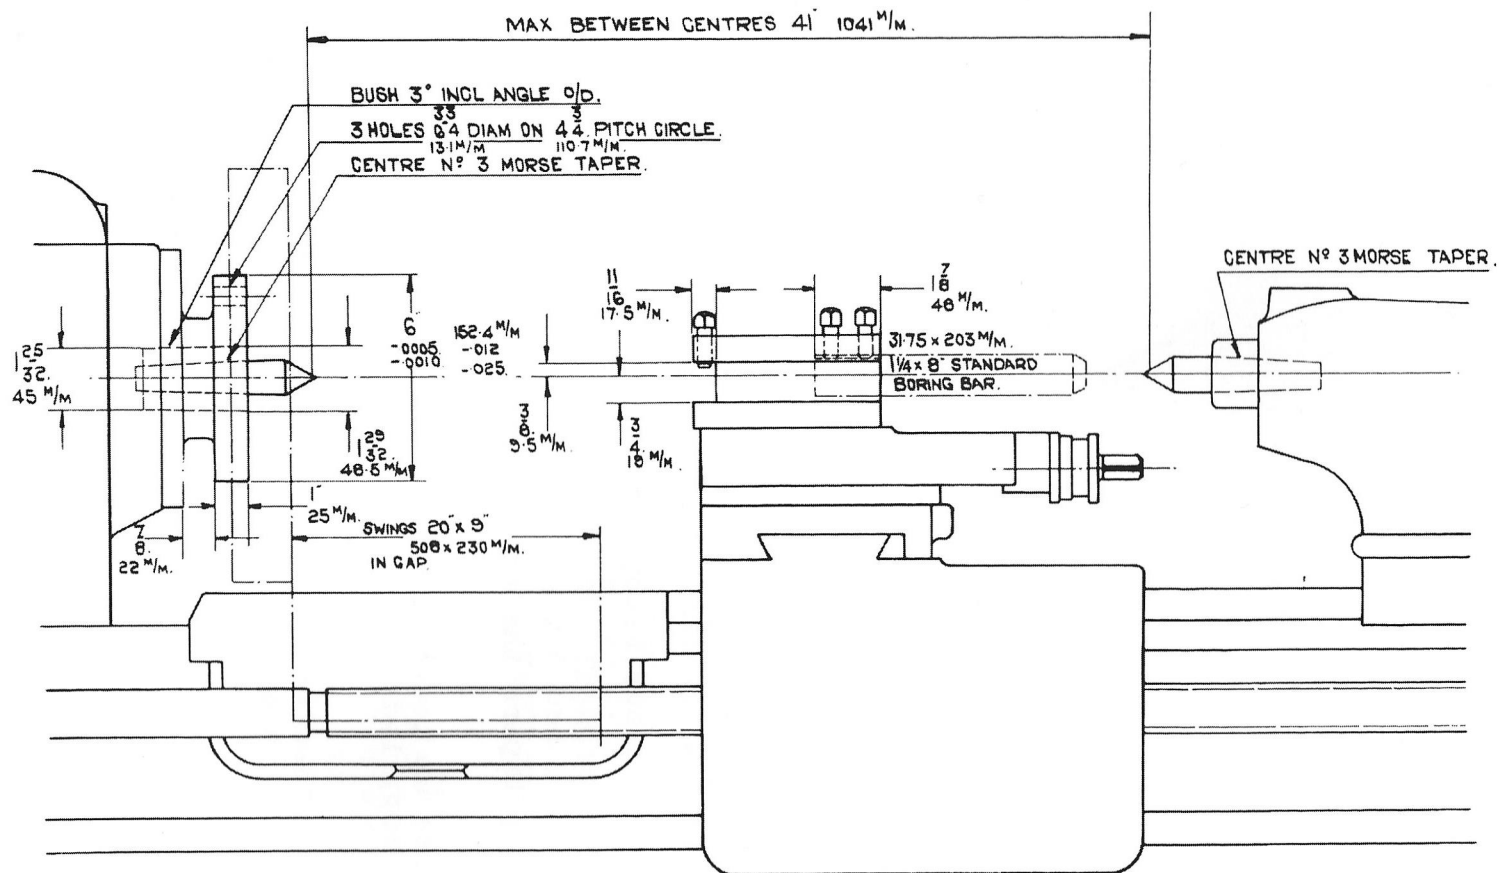 MAX BETWEEN CENTRES 41" 1041 M/M.
BUSH 3° INCL ANGLE O/D.
3 HOLES 33/64 DIAM ON 4 3/4 PITCH CIRCLE.
13.1 M/M 110.7 M/M.
CENTRE Nº 3 MORSE TAPER.
CENTRE Nº 3 MORSE TAPER.
11/16
17.5 M/M.
1 7/8
48 M/M.
1 25/32.
45 M/M
6
-.0005.
-.0010
152.4 M/M
-.012
-.025.
31.75 x 203 M/M.
1 1/4 x 8" STANDARD
BORING BAR.
3/8.
9.5 M/M.
3/4.
19 M/M.
1 29/32.
48.5 M/M
1"
25 M/M.
7/8.
22 M/M.
SWINGS 20" x 9"
508 x 230 M/M.
IN GAP.